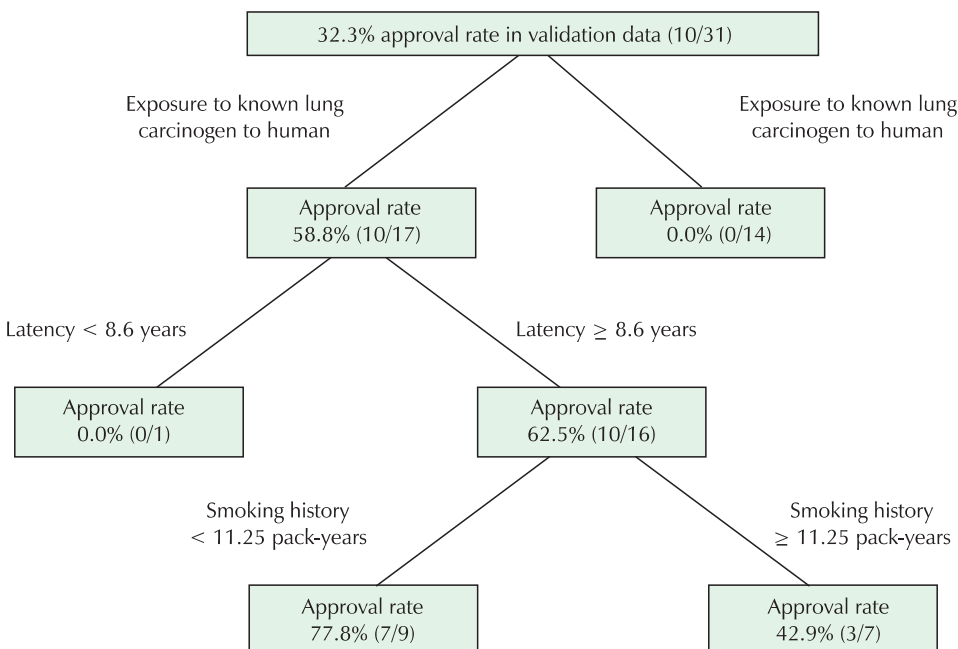 32.3% approval rate in validation data (10/31)
Exposure to known lung
carcinogen to human
Exposure to known lung
carcinogen to human
Approval rate
58.8% (10/17)
Approval rate
0.0% (0/14)
Latency < 8.6 years
Latency ≥ 8.6 years
Approval rate
0.0% (0/1)
Approval rate
62.5% (10/16)
Smoking history
< 11.25 pack-years
Smoking history
≥ 11.25 pack-years
Approval rate
77.8% (7/9)
Approval rate
42.9% (3/7)